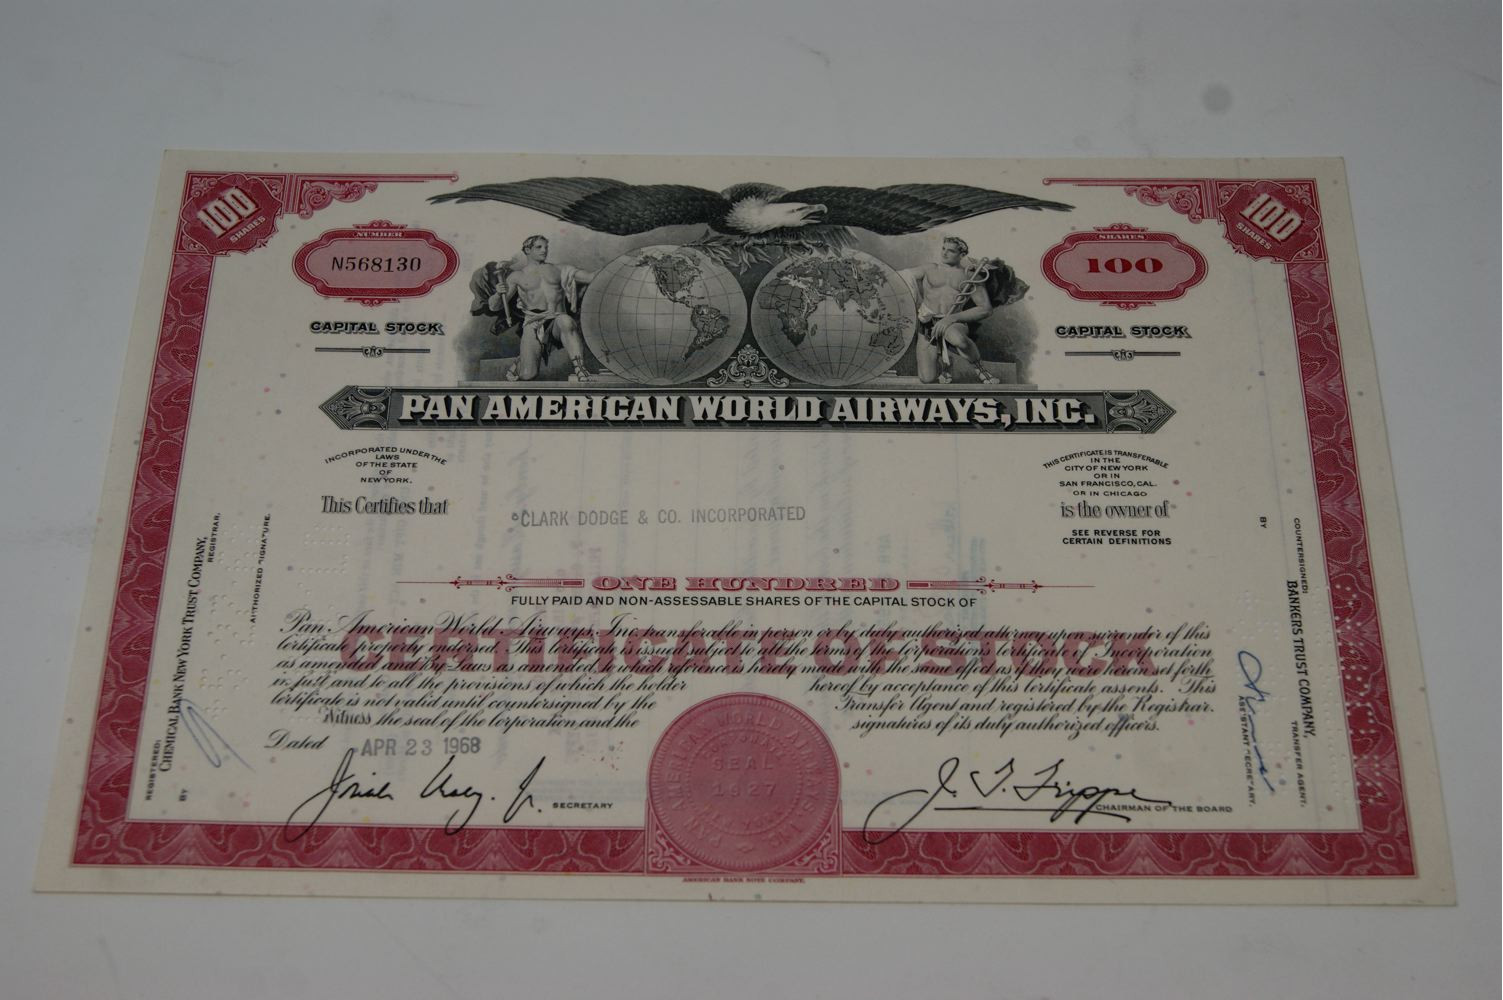 100
SHARES
NUMBER
N568130
CAPITAL STOCK
SHARES
100
CAPITAL STOCK
100
SHARES
PAN AMERICAN WORLD AIRWAYS, INC.
INCORPORATED UNDER THE
LAWS
OF THE STATE
OF
NEW YORK.
THIS CERTIFICATE IS TRANSFERABLE
IN THE
CITY OF NEW YORK
OR IN
SAN FRANCISCO, CAL.
OR IN CHICAGO
This Certifies that
CLARK DODGE & CO. INCORPORATED
is the owner of
SEE REVERSE FOR
CERTAIN DEFINITIONS
ONE HUNDRED
FULLY PAID AND NON-ASSESSABLE SHARES OF THE CAPITAL STOCK OF
Pan American World Airways, Inc. transferable in person or by duly authorized attorney upon surrender of this
Certificate properly endorsed. This Certificate is issued subject to all the terms of the Corporation's Certificate of Incorporation
as amended and By-Laws as amended, to which reference is hereby made with the same effect as if they were herein set forth
in full, and to all the provisions of which the holder hereof by acceptance of this Certificate assents. This
Certificate is not valid until countersigned by the Transfer Agent and registered by the Registrar.
Witness the seal of the Corporation and the signatures of its duly authorized officers.
Dated APR 23 1968
SECRETARY
J. T. Trippe
CHAIRMAN OF THE BOARD
SEAL
1927
AMERICAN BANK NOTE COMPANY.
REGISTERED:
CHEMICAL BANK NEW YORK TRUST COMPANY,
REGISTRAR,
BY
AUTHORIZED SIGNATURE.
COUNTERSIGNED:
BANKERS TRUST COMPANY,
TRANSFER AGENT.
BY
ASSISTANT SECRETARY.